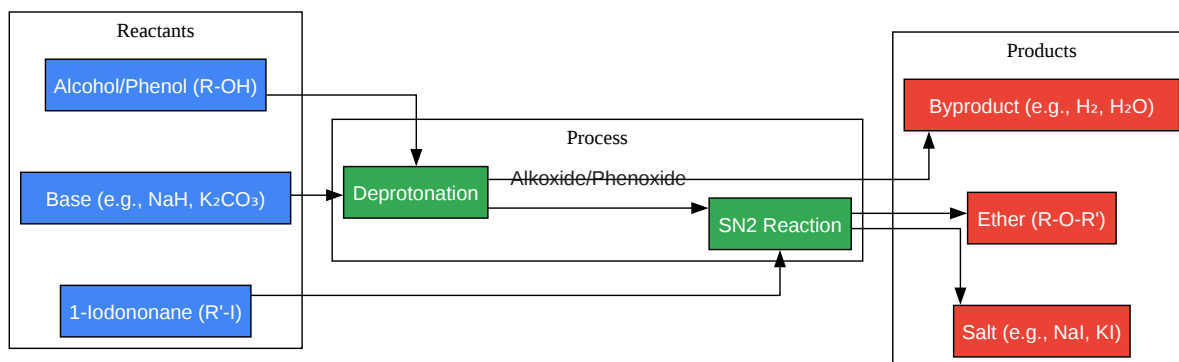 Reactants
Alcohol/Phenol (R-OH)
Base (e.g., NaH, K₂CO₃)
1-Iodononane (R'-I)
Process
Deprotonation
Alkoxide/Phenoxide
SN2 Reaction
Products
Byproduct (e.g., H₂, H₂O)
Ether (R-O-R')
Salt (e.g., NaI, KI)